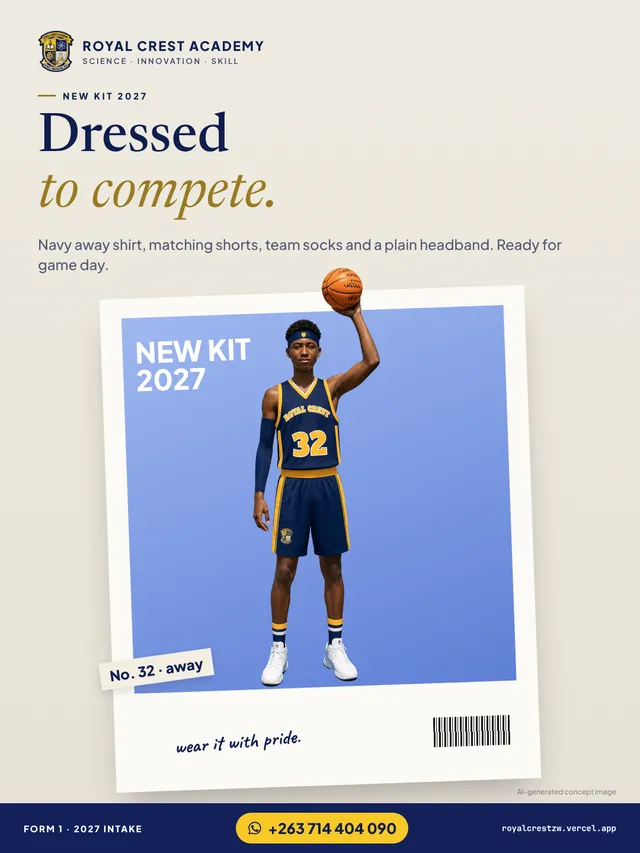 ROYAL CREST ACADEMY
SCIENCE · INNOVATION · SKILL
NEW KIT 2027
Dressed
to compete.
Navy away shirt, matching shorts, team socks and a plain headband. Ready for
game day.
NEW KIT
2027
ROYAL CREST
32
No. 32 · away
wear it with pride.
AI-generated concept image
FORM 1 · 2027 INTAKE
+263 714 404 090
royalcrestzw.vercel.app